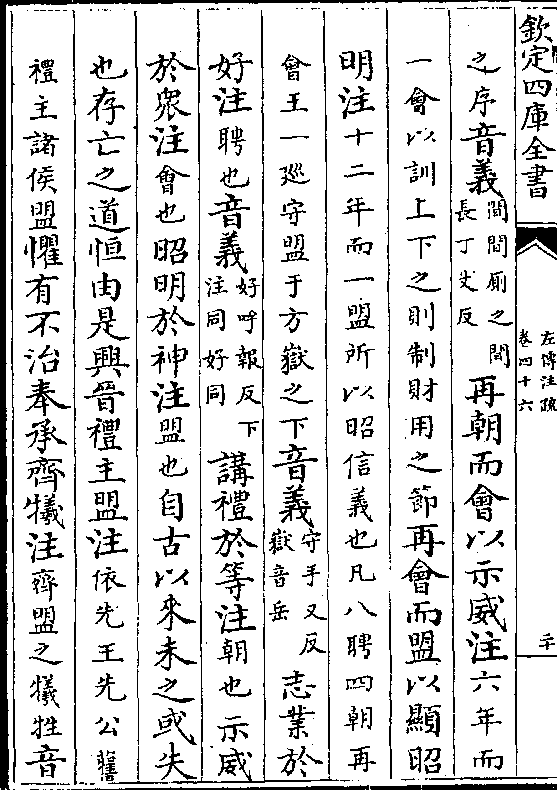 欽定四庫全書
左傳注疏
卷四十六
二十
之序音義間間廁之間
長丁丈反再朝而會以示威注六年而
一會以訓上下之則制財用之節再會而盟以顯昭
明注十二年而一盟所以昭信義也凡八聘四朝再
會王一巡守盟于方嶽之下音義守手又反
嶽音岳志業於
好注聘也音義好呼報反下
注同好同講禮於等注朝也示威
於眾注會也昭明於神注盟也自古以來未之或失
也存亡之道恒由是興晉禮主盟注依先王先公舊
禮主諸侯盟懼有不治奉承齊犧注齊盟之犧牲音